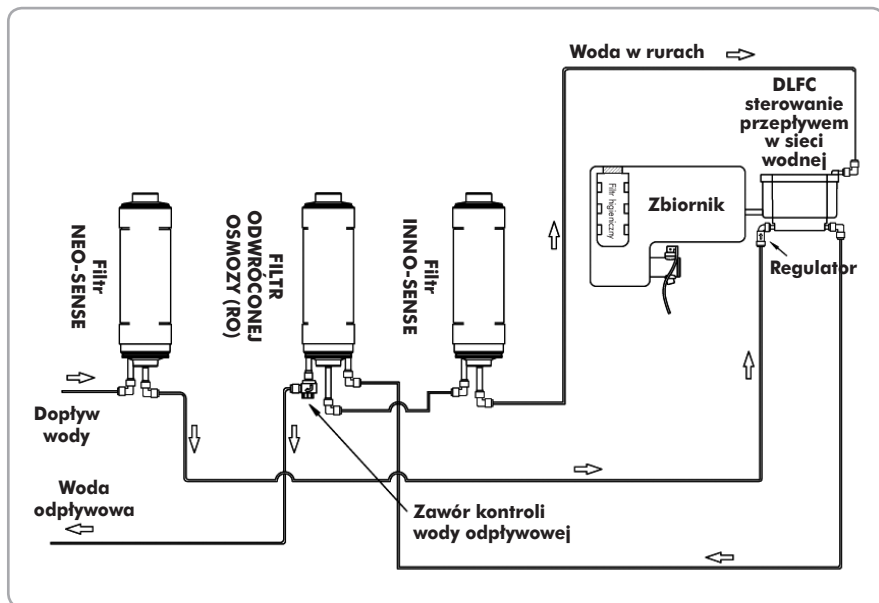 Woda w rurach
DLFC
sterowanie
przepływem
w sieci
wodnej
Filtr
NEO-SENSE
FILTR
ODWRÓCONEJ
OSMOZY (RO)
Filtr
INNO-SENSE
Filtr higieniczny
Zbiornik
Regulator
Dopływ
wody
Woda
odpływowa
Zawór kontroli
wody odpływowej